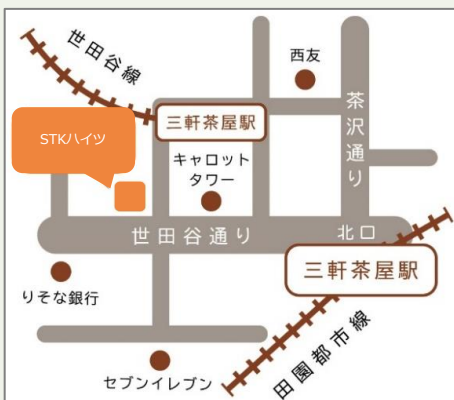 世田谷線
西友
STKハイツ
三軒茶屋駅
茶沢通り
キャロット
タワー
世田谷通り
北口
三軒茶屋駅
りそな銀行
田園都市線
セブンイレブン